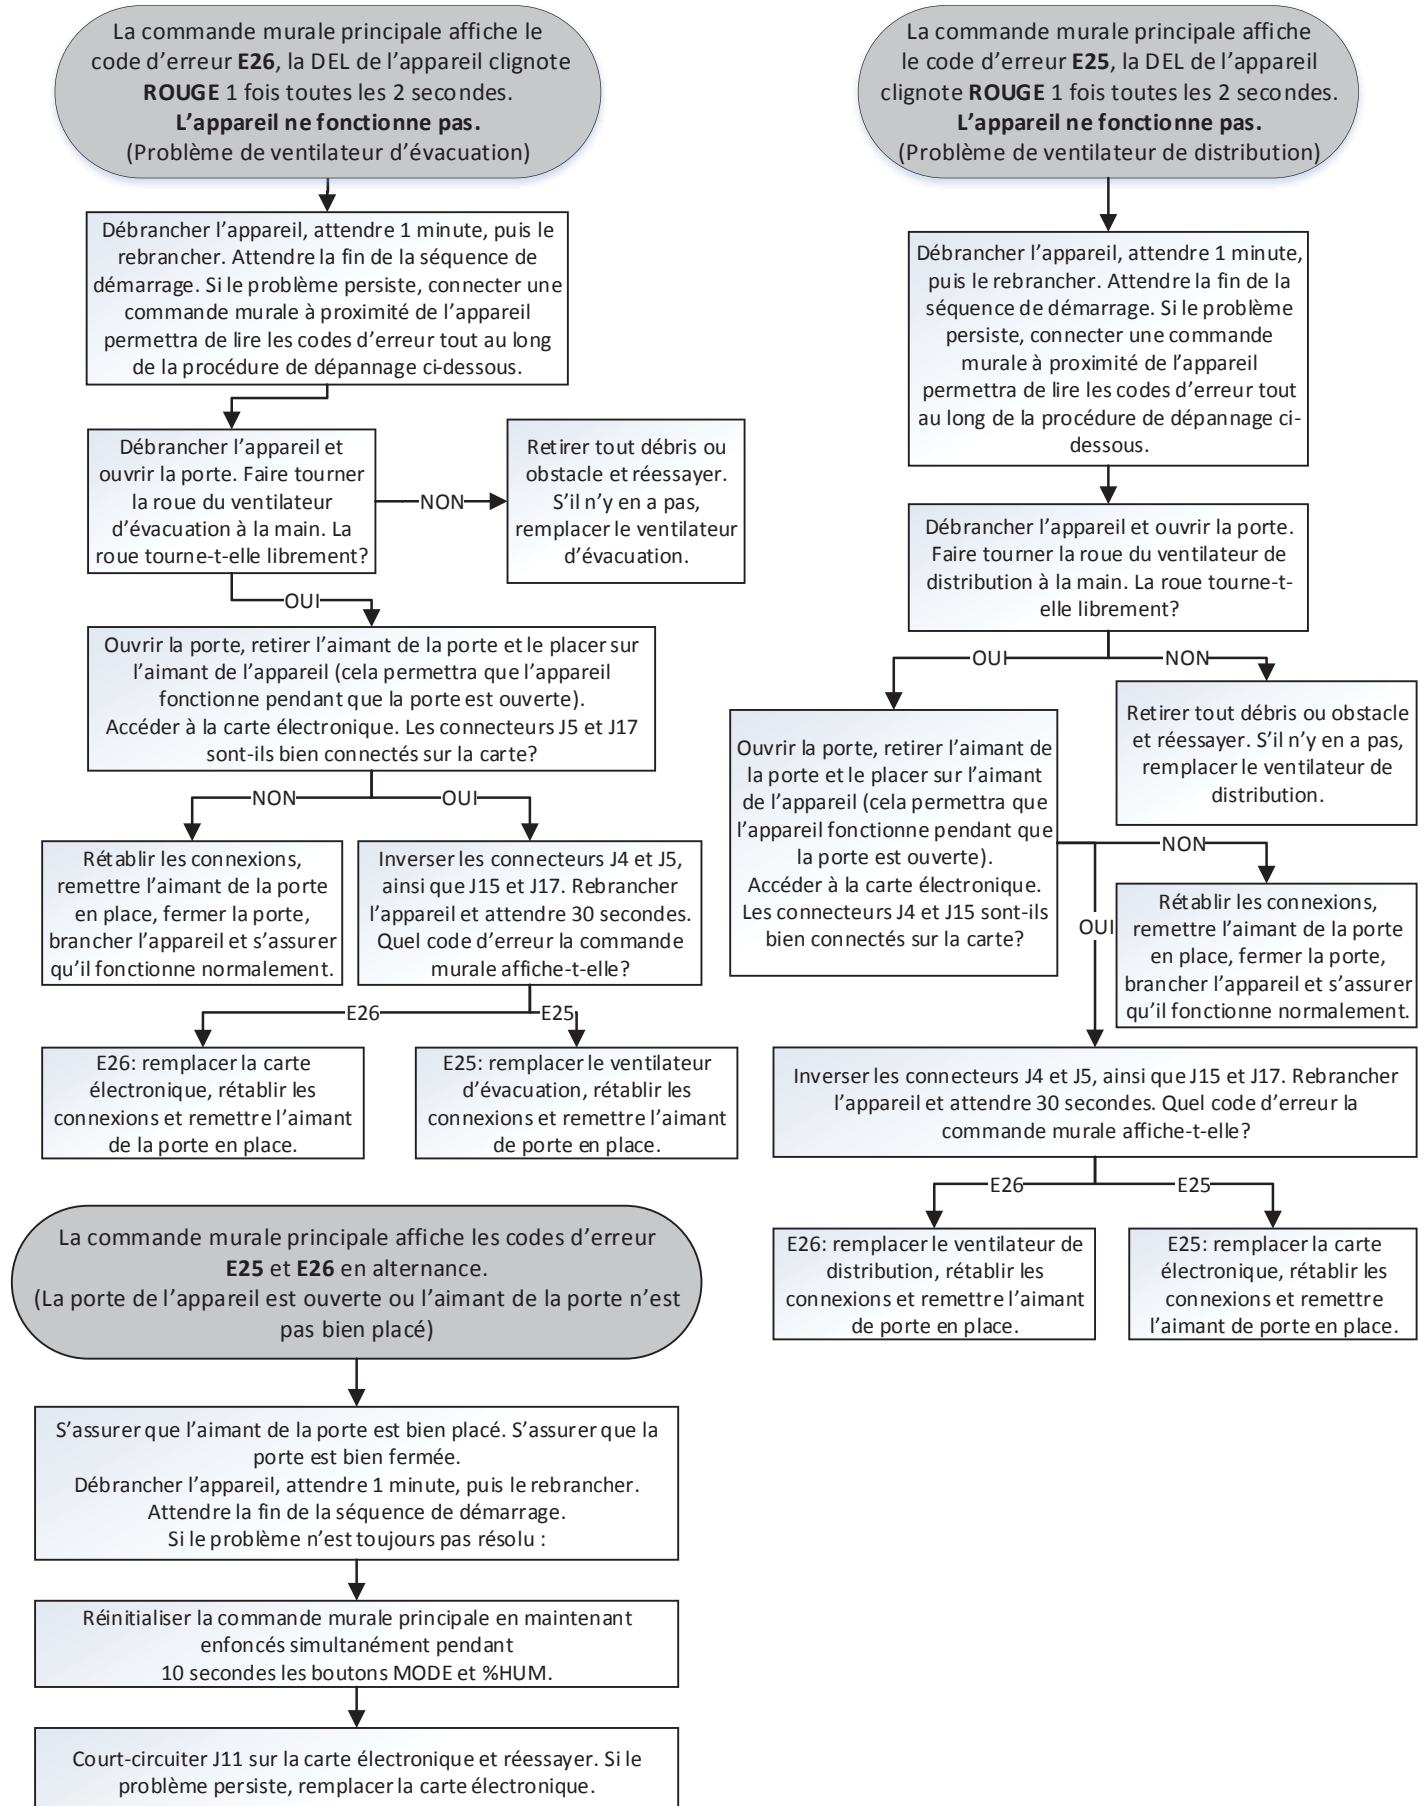 La commande murale principale affiche le
code d'erreur E26, la DEL de l'appareil clignote
ROUGE 1 fois toutes les 2 secondes.
L'appareil ne fonctionne pas.
(Problème de ventilateur d'évacuation)
Débrancher l'appareil, attendre 1 minute, puis le
rebrancher. Attendre la fin de la séquence de
démarrage. Si le problème persiste, connecter une
commande murale à proximité de l'appareil
permettra de lire les codes d'erreur tout au long
de la procédure de dépannage ci-dessous.
Débrancher l'appareil et
ouvrir la porte. Faire tourner
la roue du ventilateur
d'évacuation à la main. La
roue tourne-t-elle librement?
NON
Retirer tout débris ou
obstacle et réessayer.
S'il n'y en a pas,
remplacer le ventilateur
d'évacuation.
OUI
Ouvrir la porte, retirer l'aimant de la porte et le placer sur
l'aimant de l'appareil (cela permettra que l'appareil
fonctionne pendant que la porte est ouverte).
Accéder à la carte électronique. Les connecteurs J5 et J17
sont-ils bien connectés sur la carte?
NON
OUI
Rétablir les connexions,
remettre l'aimant de la porte
en place, fermer la porte,
brancher l'appareil et s'assurer
qu'il fonctionne normalement.
Inverser les connecteurs J4 et J5,
ainsi que J15 et J17. Rebrancher
l'appareil et attendre 30 secondes.
Quel code d'erreur la commande
murale affiche-t-elle?
E26
E25
E26: remplacer la carte
électronique, rétablir les
connexions et remettre l'aimant
de la porte en place.
E25: remplacer le ventilateur
d'évacuation, rétablir les
connexions et remettre l'aimant
de porte en place.
La commande murale principale affiche
le code d'erreur E25, la DEL de l'appareil
clignote ROUGE 1 fois toutes les 2 secondes.
L'appareil ne fonctionne pas.
(Problème de ventilateur de distribution)
Débrancher l'appareil, attendre 1 minute,
puis le rebrancher. Attendre la fin de la
séquence de démarrage. Si le problème
persiste, connecter une commande
murale à proximité de l'appareil
permettra de lire les codes d'erreur tout
au long de la procédure de dépannage ci-
dessous.
Débrancher l'appareil et ouvrir la porte.
Faire tourner la roue du ventilateur de
distribution à la main. La roue tourne-t-
elle librement?
OUI
NON
Retirer tout débris ou obstacle
et réessayer. S'il n'y en a pas,
remplacer le ventilateur de
distribution.
Ouvrir la porte, retirer l'aimant de
la porte et le placer sur l'aimant
de l'appareil (cela permettra que
l'appareil fonctionne pendant que
la porte est ouverte).
Accéder à la carte électronique.
Les connecteurs J4 et J15 sont-ils
bien connectés sur la carte?
NON
OUI
Rétablir les connexions,
remettre l'aimant de la porte
en place, fermer la porte,
brancher l'appareil et s'assurer
qu'il fonctionne normalement.
Inverser les connecteurs J4 et J5, ainsi que J15 et J17. Rebrancher
l'appareil et attendre 30 secondes. Quel code d'erreur la
commande murale affiche-t-elle?
E26
E25
E26: remplacer le ventilateur de
distribution, rétablir les
connexions et remettre l'aimant
de porte en place.
E25: remplacer la carte
électronique, rétablir les
connexions et remettre
l'aimant de porte en place.
La commande murale principale affiche les codes d'erreur
E25 et E26 en alternance.
(La porte de l'appareil est ouverte ou l'aimant de la porte n'est
pas bien placé)
S'assurer que l'aimant de la porte est bien placé. S'assurer que la
porte est bien fermée.
Débrancher l'appareil, attendre 1 minute, puis le rebrancher.
Attendre la fin de la séquence de démarrage.
Si le problème n'est toujours pas résolu :
Réinitialiser la commande murale principale en maintenant
enfoncés simultanément pendant
10 secondes les boutons MODE et %HUM.
Court-circuiter J11 sur la carte électronique et réessayer. Si le
problème persiste, remplacer la carte électronique.